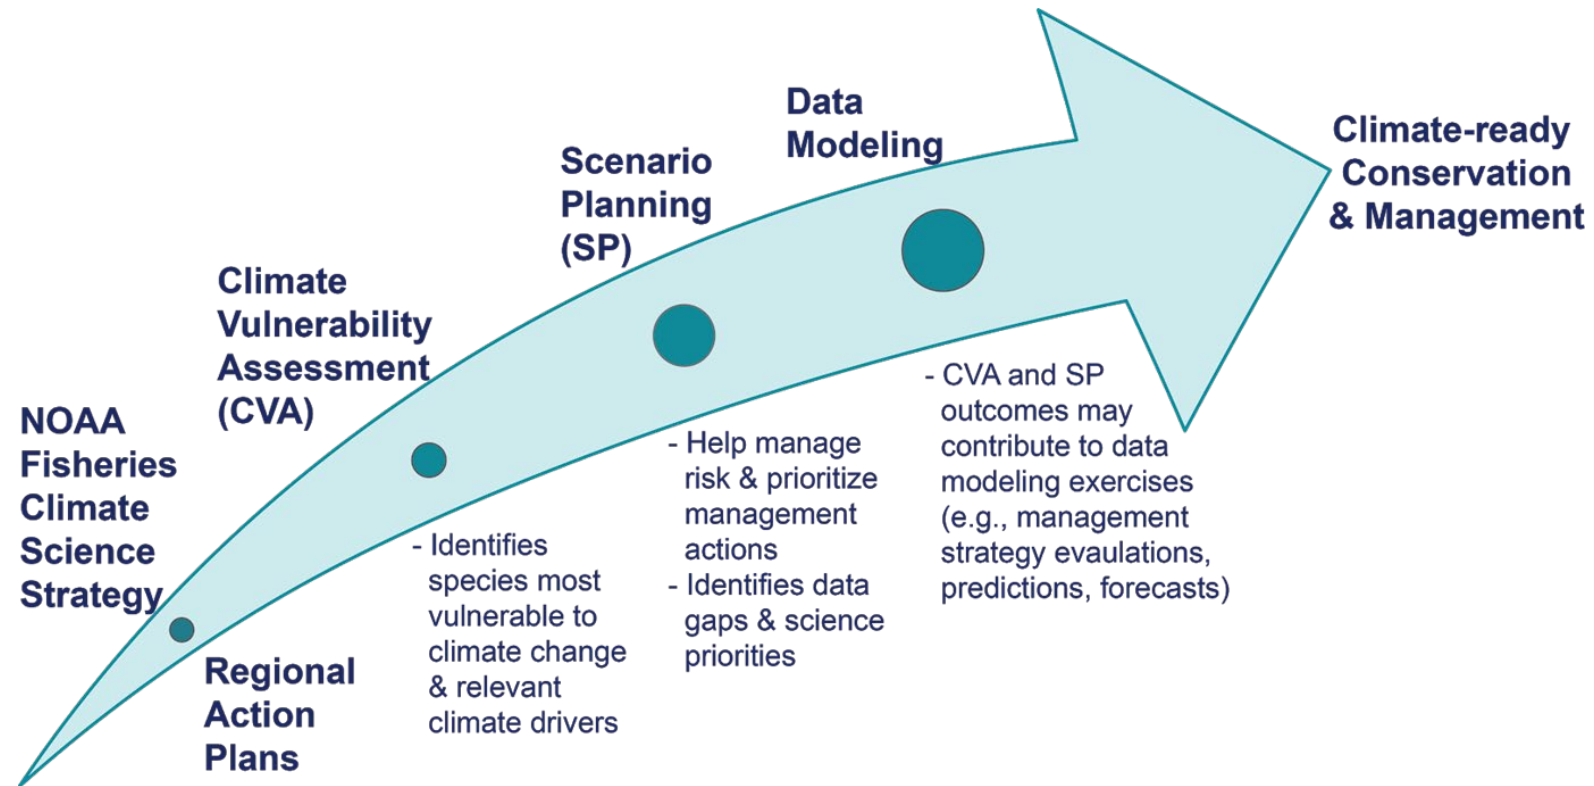 NOAA
Fisheries
Climate
Science
Strategy
Regional
Action
Plans
Climate
Vulnerability
Assessment
(CVA)
- Identifies
species most
vulnerable to
climate change
& relevant
climate drivers
Scenario
Planning
(SP)
- Help manage
risk & prioritize
management
actions
- Identifies data
gaps & science
priorities
Data
Modeling
- CVA and SP
outcomes may
contribute to data
modeling exercises
(e.g., management
strategy evaulations,
predictions, forecasts)
Climate-ready
Conservation
& Management